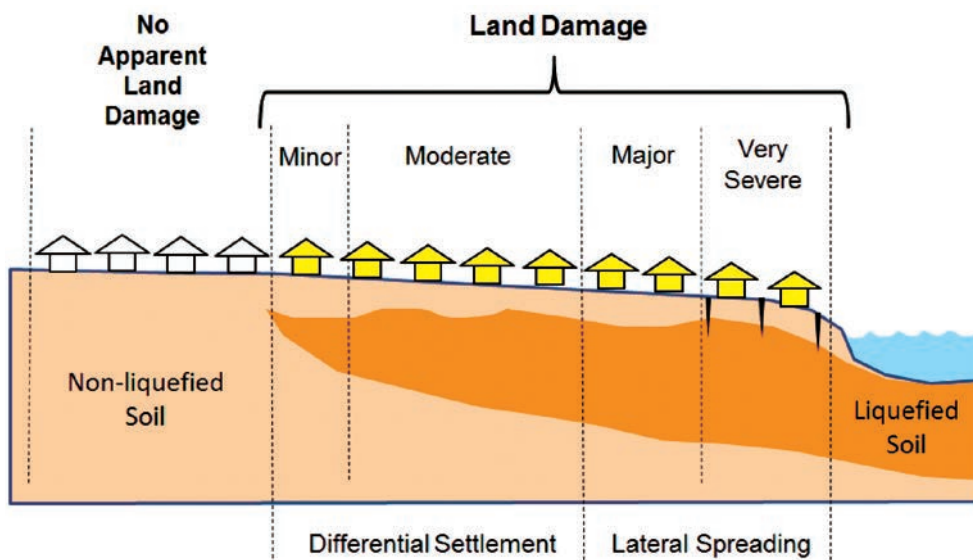 No
Apparent
Land
Damage
Land Damage
Minor
Moderate
Major
Very
Severe
Non-liquefied
Soil
Liquefied
Soil
Differential Settlement
Lateral Spreading